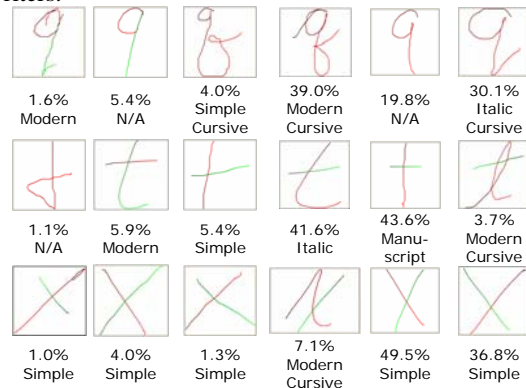 q q q q q q
1.6% 5.4% 4.0% 39.0% 19.8% 30.1%
Modern N/A Simple Modern N/A Italic
Cursive Cursive Cursive
t t t t t t
1.1% 5.9% 5.4% 41.6% 43.6% 3.7%
N/A Modern Simple Italic Manu- Modern
script Cursive
x x x x x x
1.0% 4.0% 1.3% 7.1% 49.5% 36.8%
Simple Simple Simple Modern Simple Simple
Cursive